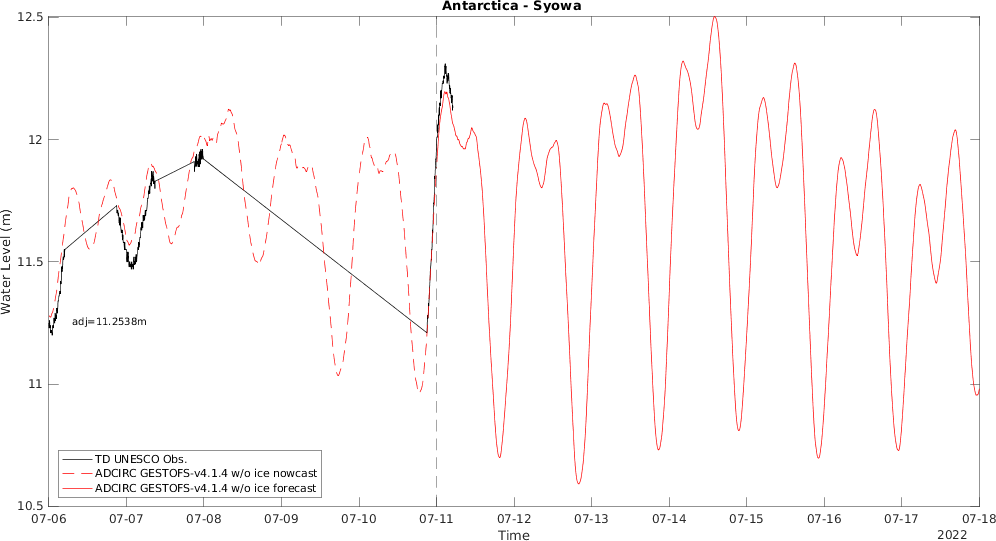 Antarctica - Syowa
12.5
12
11.5
11
10.5
Water Level (m)
adj=11.2538m
TD UNESCO Obs.
ADCIRC GESTOFS-v4.1.4 w/o ice nowcast
ADCIRC GESTOFS-v4.1.4 w/o ice forecast
07-06 07-07 07-08 07-09 07-10 07-11 07-12 07-13 07-14 07-15 07-16 07-17 07-18
Time
2022